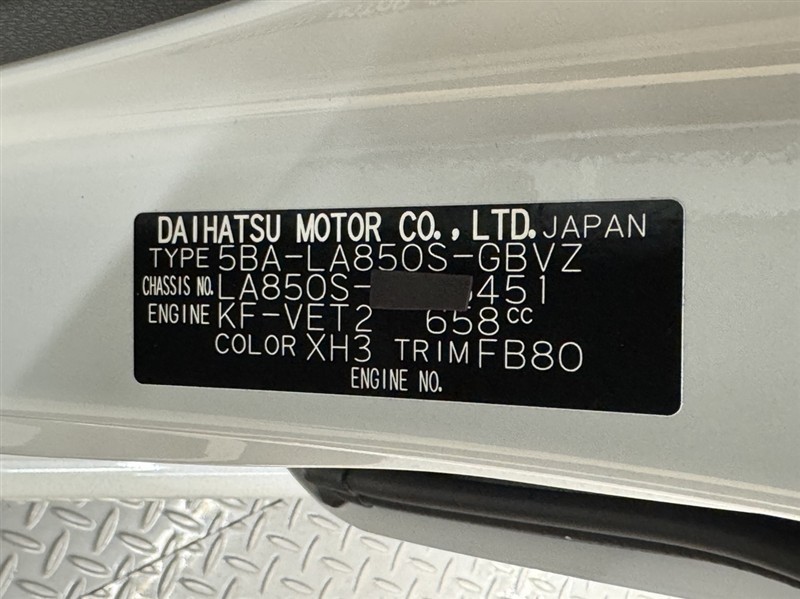 DAIHATSU MOTOR CO., LTD. JAPAN
TYPE 5BA-LA850S-GBVZ
CHASSIS NO. LA850S- 451
ENGINE KF-VET2 658cc
COLOR XH3 TRIM FB80
ENGINE NO.